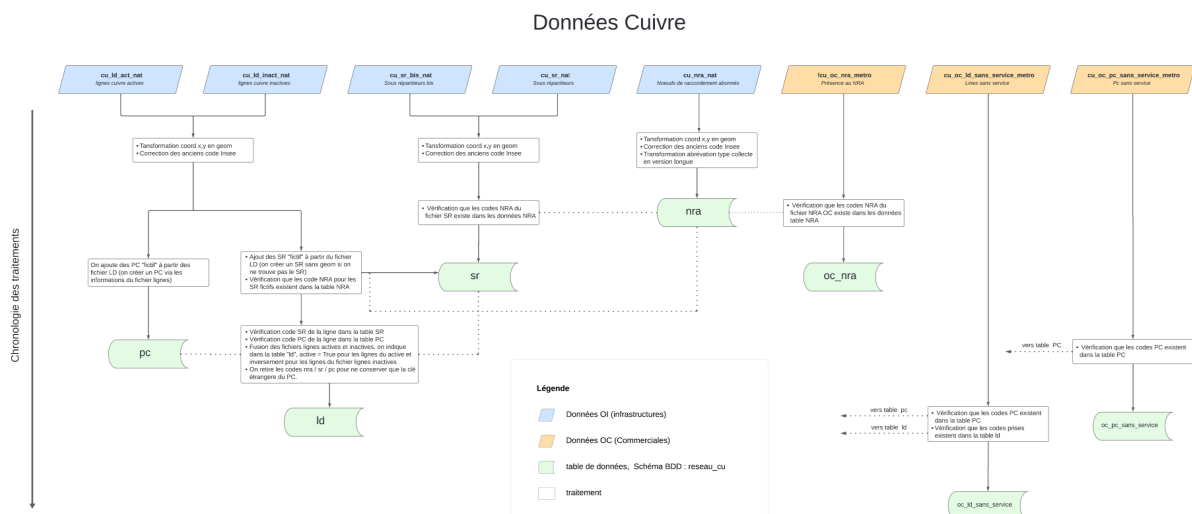 Données Cuivre
cu_ld_act_nat
lignes cuivre actives
cu_ld_inact_nat
lignes cuivre inactives
cu_sr_bis_nat
Sous répartiteurs bis
cu_sr_nat
Sous répartiteurs
cu_nra_nat
Noeuds de raccordement abonnés
lcu_oc_nra_metro
Présence au NRA
cu_oc_ld_sans_service_metro
Liens sans service
cu_oc_pc_sans_service_metro
Pc sans service
Chronologie des traitements
• Tansformation coord x,y en geom
• Correction des anciens code Insee
• Tansformation coord x,y en geom
• Correction des anciens code Insee
• Tansformation coord x,y en geom
• Correction des anciens code Insee
• Transformation abrévation type collecte
en version longue
• Vérification que les codes NRA du
fichier SR existe dans les données NRA
nra
• Vérification que les codes NRA du
fichier NRA OC existe dans les données
table NRA
On ajoute des PC "fictif" à partir des
fichier LD (on créer un PC via les
informations du fichier lignes)
• Ajout des SR "fictif" à partir du fichier
LD (on créer un SR sans geom si on
ne trouve pas le SR)
• Vérification que les code NRA pour les
SR fictifs existent dans la table NRA
sr
oc_nra
pc
• Vérification code SR de la ligne dans la table SR
• Vérification code PC de la ligne dans la table PC
• Fusion des fichiers lignes actives et inactives, on indique
dans la table "ld", active = True pour les lignes du active et
inversement pour les lignes du fichier lignes inactives
• On retire les codes nra / sr / pc pour ne conserver que la clé
étrangere du PC.
ld
vers table PC
• Vérification que les codes PC existent
dans la table PC
oc_pc_sans_service
vers table pc
vers table ld
• Vérification que les codes PC existent
dans la table PC
• Vérification que les codes prises
existent dans la table ld
oc_ld_sans_service
Légende
Données OI (infrastructures)
Données OC (Commerciales)
table de données, Schéma BDD : reseau_cu
traitement